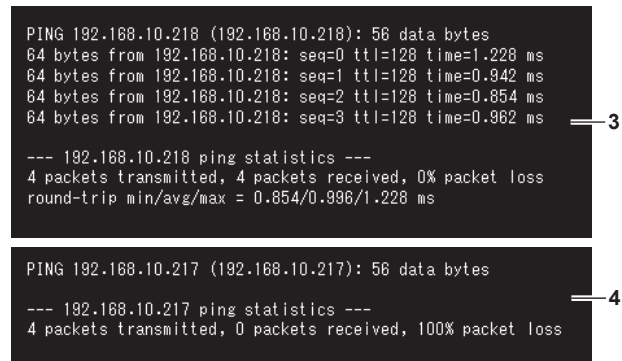 PING 192.168.10.218 (192.168.10.218): 56 data bytes
64 bytes from 192.168.10.218: seq=0 ttl=128 time=1.228 ms
64 bytes from 192.168.10.218: seq=1 ttl=128 time=0.942 ms
64 bytes from 192.168.10.218: seq=2 ttl=128 time=0.854 ms
64 bytes from 192.168.10.218: seq=3 ttl=128 time=0.962 ms
3
--- 192.168.10.218 ping statistics ---
4 packets transmitted, 4 packets received, 0% packet loss
round-trip min/avg/max = 0.854/0.996/1.228 ms
PING 192.168.10.217 (192.168.10.217): 56 data bytes
4
--- 192.168.10.217 ping statistics ---
4 packets transmitted, 0 packets received, 100% packet loss